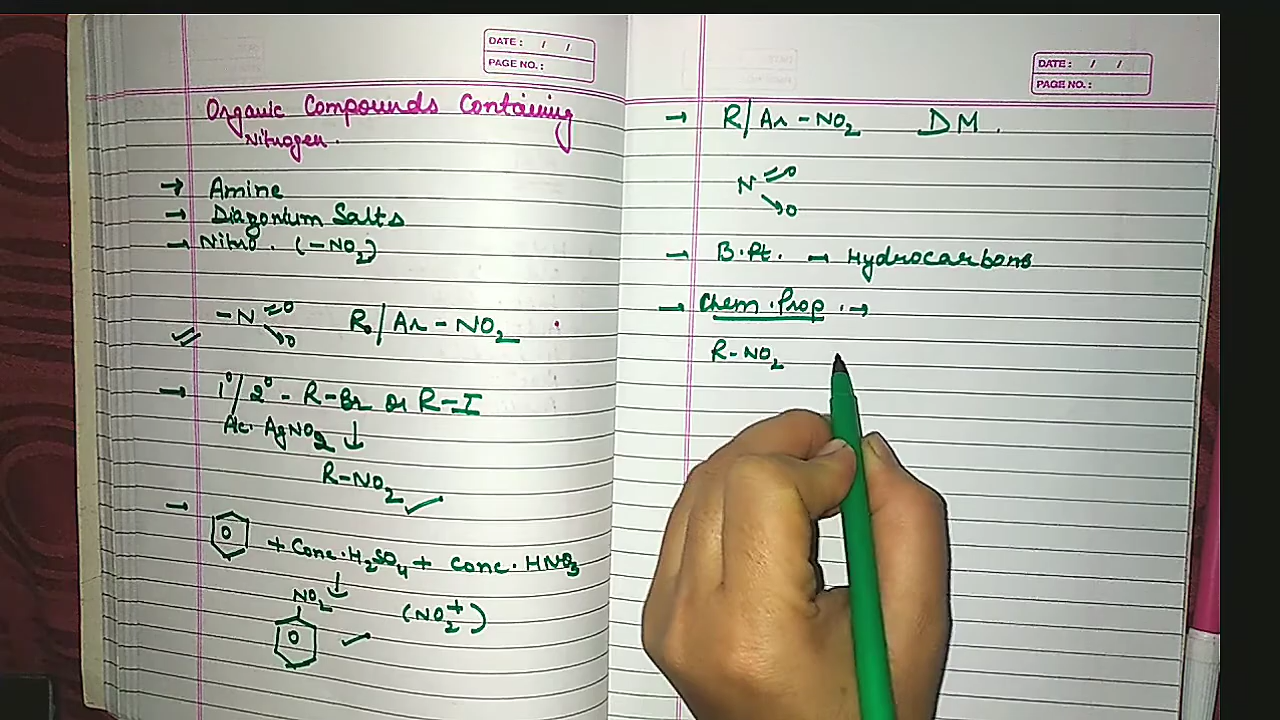 DATE: / /
PAGE NO.:
Organic Compounds Containing
Nitrogen.
→ Amine
→ Diazonium Salts
→ Nitro. (-NO2)
-N=O
→O
R/Ar-NO2
→ 1°/2° - R-Br or R-I
Alc. AgNO2 ↓
R-NO2 ✓
→
+ Conc. H2SO4 + Conc. HNO3
↓
NO2
(NO2+)
✓
DATE: / /
PAGE NO.:
→ R/Ar-NO2 DM.
N=O
→O
→ B.Pt. → Hydrocarbons
→ Chem. Prop. →
R-NO2